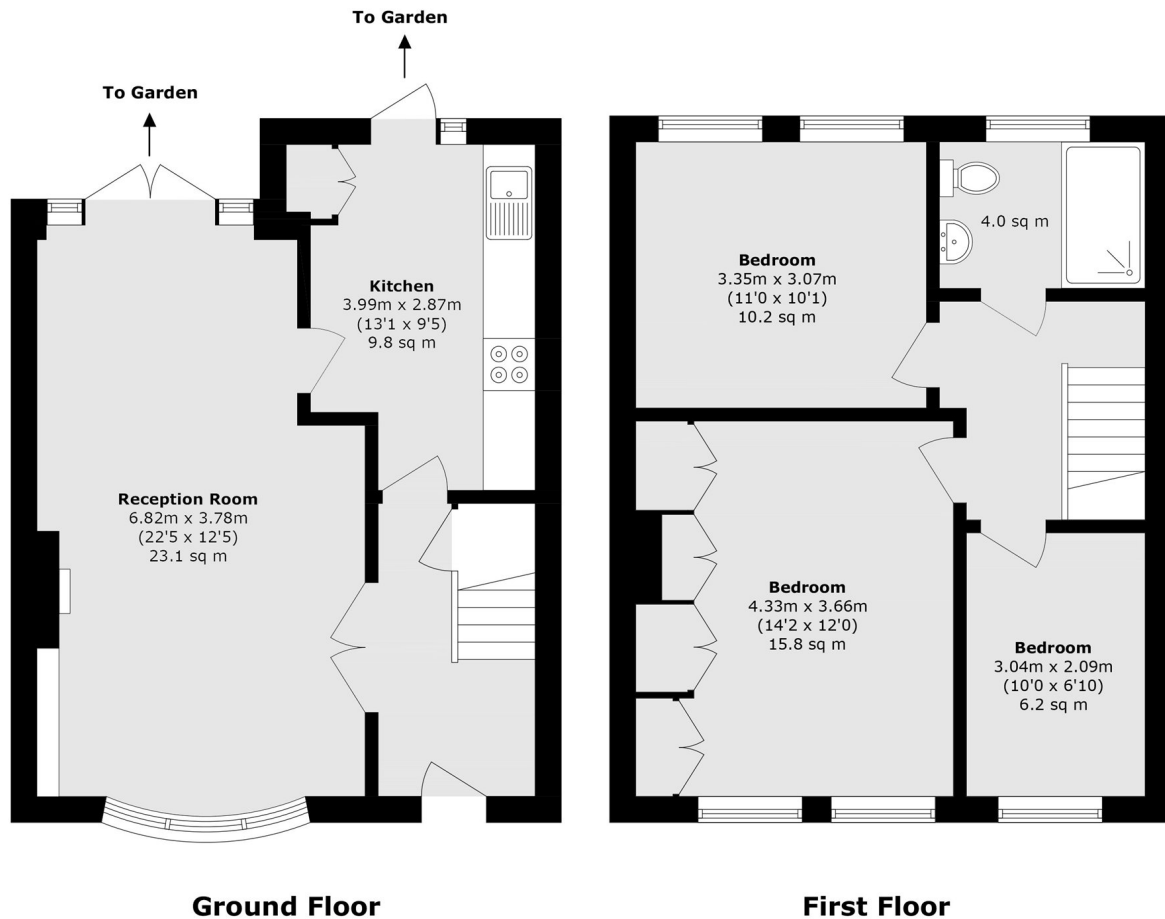 To Garden
To Garden
Kitchen
3.99m x 2.87m
(13'1 x 9'5)
9.8 sq m
Reception Room
6.82m x 3.78m
(22'5 x 12'5)
23.1 sq m
Ground Floor
Bedroom
3.35m x 3.07m
(11'0 x 10'1)
10.2 sq m
4.0 sq m
Bedroom
4.33m x 3.66m
(14'2 x 12'0)
15.8 sq m
Bedroom
3.04m x 2.09m
(10'0 x 6'10)
6.2 sq m
First Floor